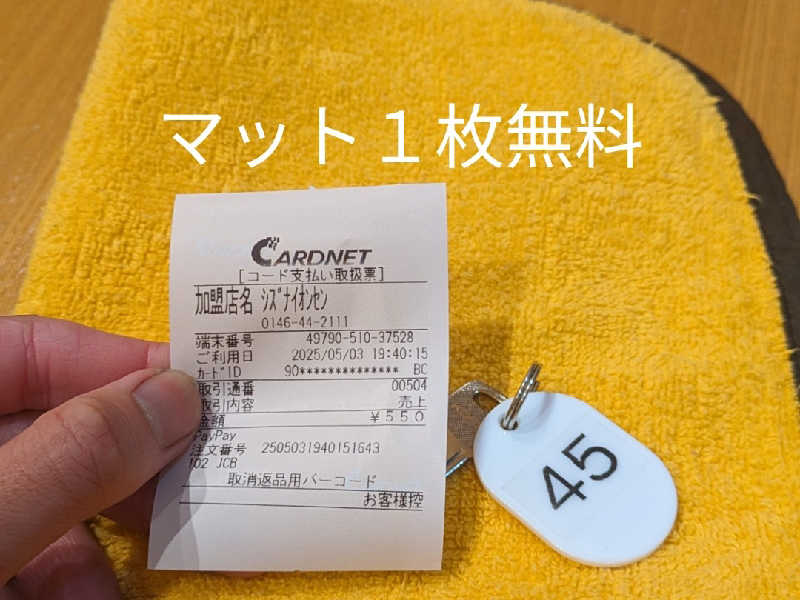 マット１枚無料
CARDNET
[コード支払い取扱票]
加盟店名 ｼｽﾞﾅｲｵﾝｾﾝ
0146-44-2111
端末番号 49790-510-37528
ご利用日 2025/05/03 19:40:15
ｶｰﾄﾞID 90************** BC
取引通番 00504
取引内容 売上
金額 ￥５５０
PayPay
注文番号 2505031940151643
102 JCB
取消返品用バーコード
お客様控
45